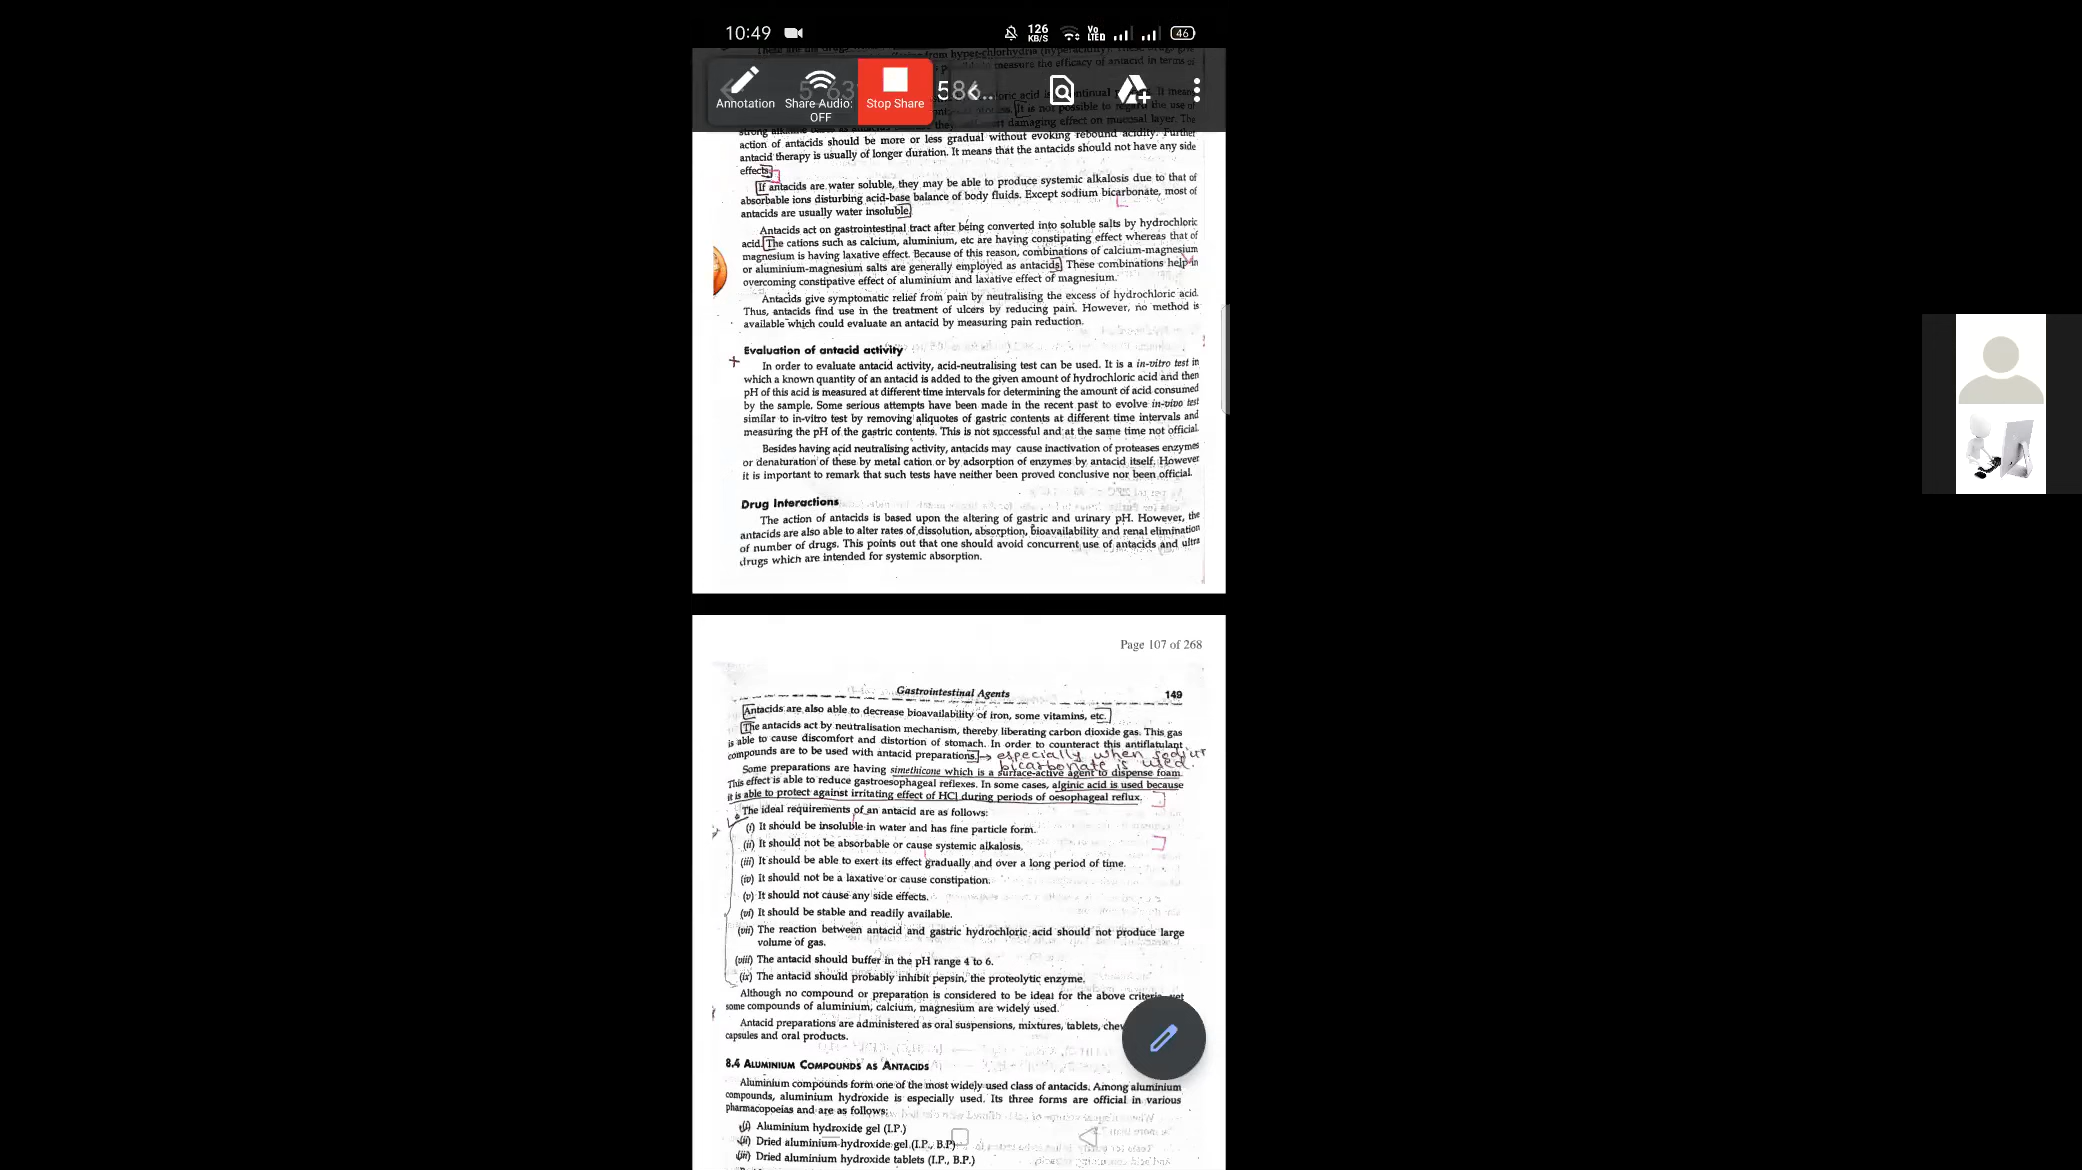 10:49
126
KB/S
Vo
LTED
46
Annotation
Share Audio:
OFF
Stop Share
586..
action of antacids should be more or less gradual without evoking rebound acidity. Further
antacid therapy is usually of longer duration. It means that the antacids should not have any side
effects.
If antacids are water soluble, they may be able to produce systemic alkalosis due to that of
absorbable ions disturbing acid-base balance of body fluids. Except sodium bicarbonate, most of
antacids are usually water insoluble.
Antacids act on gastrointestinal tract after being converted into soluble salts by hydrochloric
acid. The cations such as calcium, aluminium, etc are having constipating effect whereas that of
magnesium is having laxative effect. Because of this reason, combinations of calcium-magnesium
or aluminium-magnesium salts are generally employed as antacids. These combinations help in
overcoming constipative effect of aluminium and laxative effect of magnesium.
Antacids give symptomatic relief from pain by neutralising the excess of hydrochloric acid.
Thus, antacids find use in the treatment of ulcers by reducing pain. However, no method is
available which could evaluate an antacid by measuring pain reduction.
Evaluation of antacid activity
In order to evaluate antacid activity, acid-neutralising test can be used. It is a in-vitro test in
which a known quantity of an antacid is added to the given amount of hydrochloric acid and then
pH of this acid is measured at different time intervals for determining the amount of acid consumed
by the sample. Some serious attempts have been made in the recent past to evolve in-vivo test
similar to in-vitro test by removing aliquotes of gastric contents at different time intervals and
measuring the pH of the gastric contents. This is not successful and at the same time not official.
Besides having acid neutralising activity, antacids may cause inactivation of proteases enzymes
or denaturation of these by metal cation or by adsorption of enzymes by antacid itself. However
it is important to remark that such tests have neither been proved conclusive nor been official.
Drug Interactions
The action of antacids is based upon the altering of gastric and urinary pH. However, the
antacids are also able to alter rates of dissolution, absorption, bioavailability and renal elimination
of number of drugs. This points out that one should avoid concurrent use of antacids and ultra
drugs which are intended for systemic absorption.
Page 107 of 268
Gastrointestinal Agents 149
Antacids are also able to decrease bioavailability of iron, some vitamins, etc.
The antacids act by neutralisation mechanism, thereby liberating carbon dioxide gas. This gas
is able to cause discomfort and distortion of stomach. In order to counteract this antiflatulant
compounds are to be used with antacid preparations. → especially when sodium
bicarbonate is used.
Some preparations are having simethicone which is a surface-active agent to dispense foam.
This effect is able to reduce gastroesophageal reflexes. In some cases, alginic acid is used because
it is able to protect against irritating effect of HCl during periods of oesophageal reflux.
The ideal requirements of an antacid are as follows:
(i) It should be insoluble in water and has fine particle form.
(ii) It should not be absorbable or cause systemic alkalosis.
(iii) It should be able to exert its effect gradually and over a long period of time.
(iv) It should not be a laxative or cause constipation.
(v) It should not cause any side effects.
(vi) It should be stable and readily available.
(vii) The reaction between antacid and gastric hydrochloric acid should not produce large
volume of gas.
(viii) The antacid should buffer in the pH range 4 to 6.
(ix) The antacid should probably inhibit pepsin, the proteolytic enzyme.
Although no compound or preparation is considered to be ideal for the above criteria, yet
some compounds of aluminium, calcium, magnesium are widely used.
Antacid preparations are administered as oral suspensions, mixtures, tablets,
capsules and oral products.
8.4 ALUMINIUM COMPOUNDS AS ANTACIDS
Aluminium compounds form one of the most widely used class of antacids. Among aluminium
compounds, aluminium hydroxide is especially used. Its three forms are official in various
pharmacopoeias and are as follows:
(i) Aluminium hydroxide gel (I.P.)
(ii) Dried aluminium hydroxide gel (I.P., B.P)
(iii) Dried aluminium hydroxide tablets (I.P., B.P.)